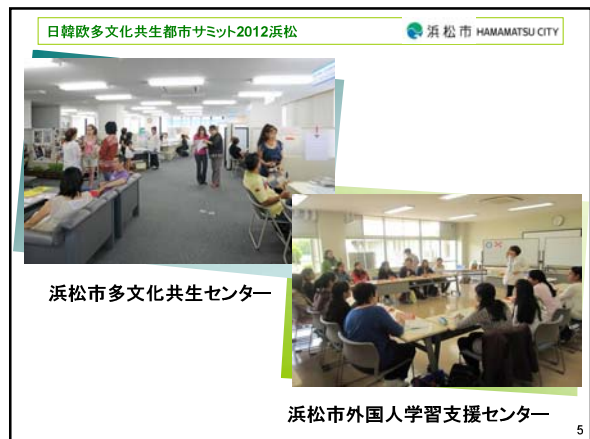 日韓欧多文化共生都市サミット2012浜松
浜松市 HAMAMATSU CITY
浜松市多文化共生センター
浜松市外国人学習支援センター
5